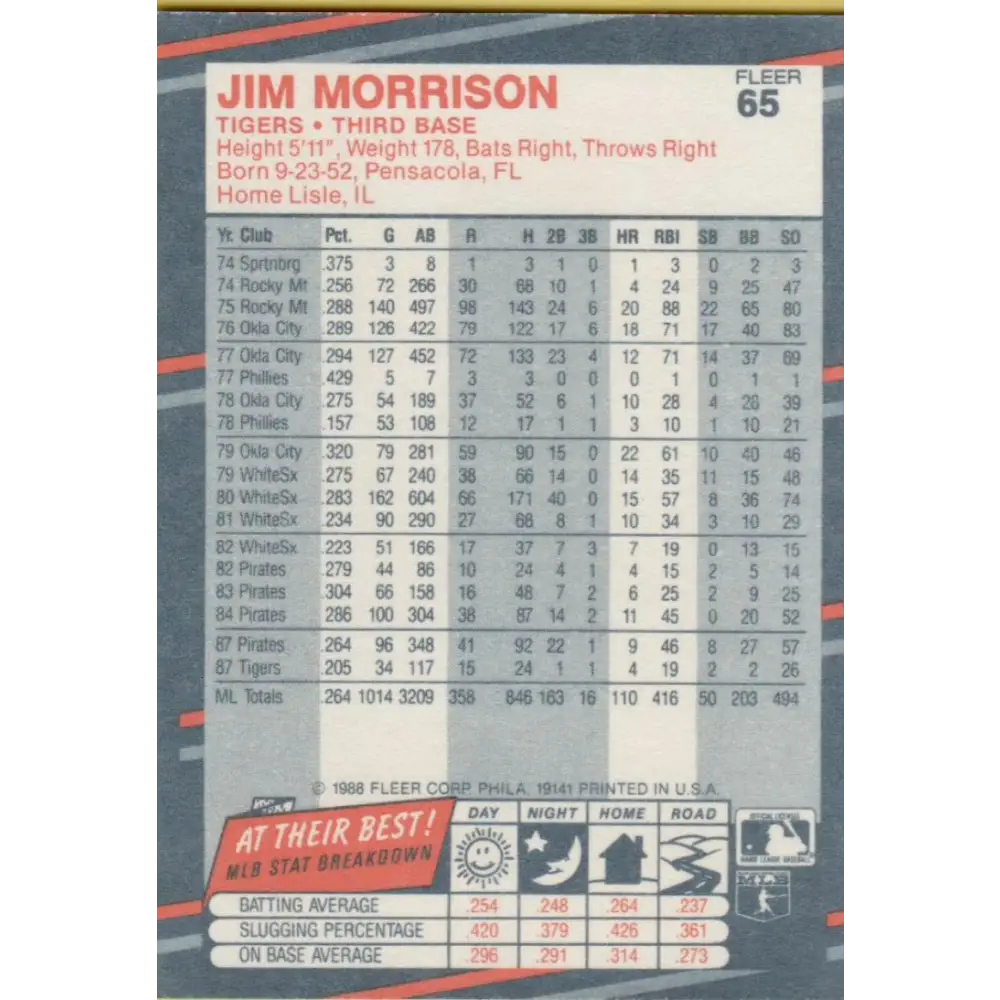 JIM MORRISON
FLEER
65
TIGERS • THIRD BASE
Height 5'11", Weight 178, Bats Right, Throws Right
Born 9-23-52, Pensacola, FL
Home Lisle, IL
Yr. Club Pct. G AB R H 2B 3B HR RBI SB BB SO
74 Sprtnbrg .375 3 8 1 3 1 0 1 3 0 2 3
74 Rocky Mt .256 72 266 30 68 10 1 4 24 9 25 47
75 Rocky Mt .288 140 497 98 143 24 6 20 88 22 65 80
76 Okla City .289 126 422 79 122 17 6 18 71 17 40 83
77 Okla City .294 127 452 72 133 23 4 12 71 14 37 69
77 Phillies .429 5 7 3 3 0 0 0 1 0 1 1
78 Okla City .275 54 189 37 52 6 1 10 28 4 26 39
78 Phillies .157 53 108 12 17 1 1 3 10 1 10 21
79 Okla City .320 79 281 59 90 15 0 22 61 10 40 46
79 WhiteSx .275 67 240 38 66 14 0 14 35 11 15 48
80 WhiteSx .283 162 604 66 171 40 0 15 57 8 36 74
81 WhiteSx .234 90 290 27 68 8 1 10 34 3 10 29
82 WhiteSx .223 51 166 17 37 7 3 7 19 0 13 15
82 Pirates .279 44 86 10 24 4 1 4 15 2 5 14
83 Pirates .304 66 158 16 48 7 2 6 25 2 9 25
84 Pirates .286 100 304 38 87 14 2 11 45 0 20 52
87 Pirates .264 96 348 41 92 22 1 9 46 8 27 57
87 Tigers .205 34 117 15 24 1 1 4 19 2 2 26
ML Totals .264 1014 3209 358 846 163 16 110 416 50 203 494
© 1988 FLEER CORP. PHILA. 19141 PRINTED IN U.S.A.
AT THEIR BEST!
MLB STAT BREAKDOWN
DAY NIGHT HOME ROAD
OFFICIAL LICENSEE
MAJOR LEAGUE BASEBALL
MLB
BATTING AVERAGE .254 .248 .264 .237
SLUGGING PERCENTAGE .420 .379 .426 .361
ON BASE AVERAGE .296 .291 .314 .273